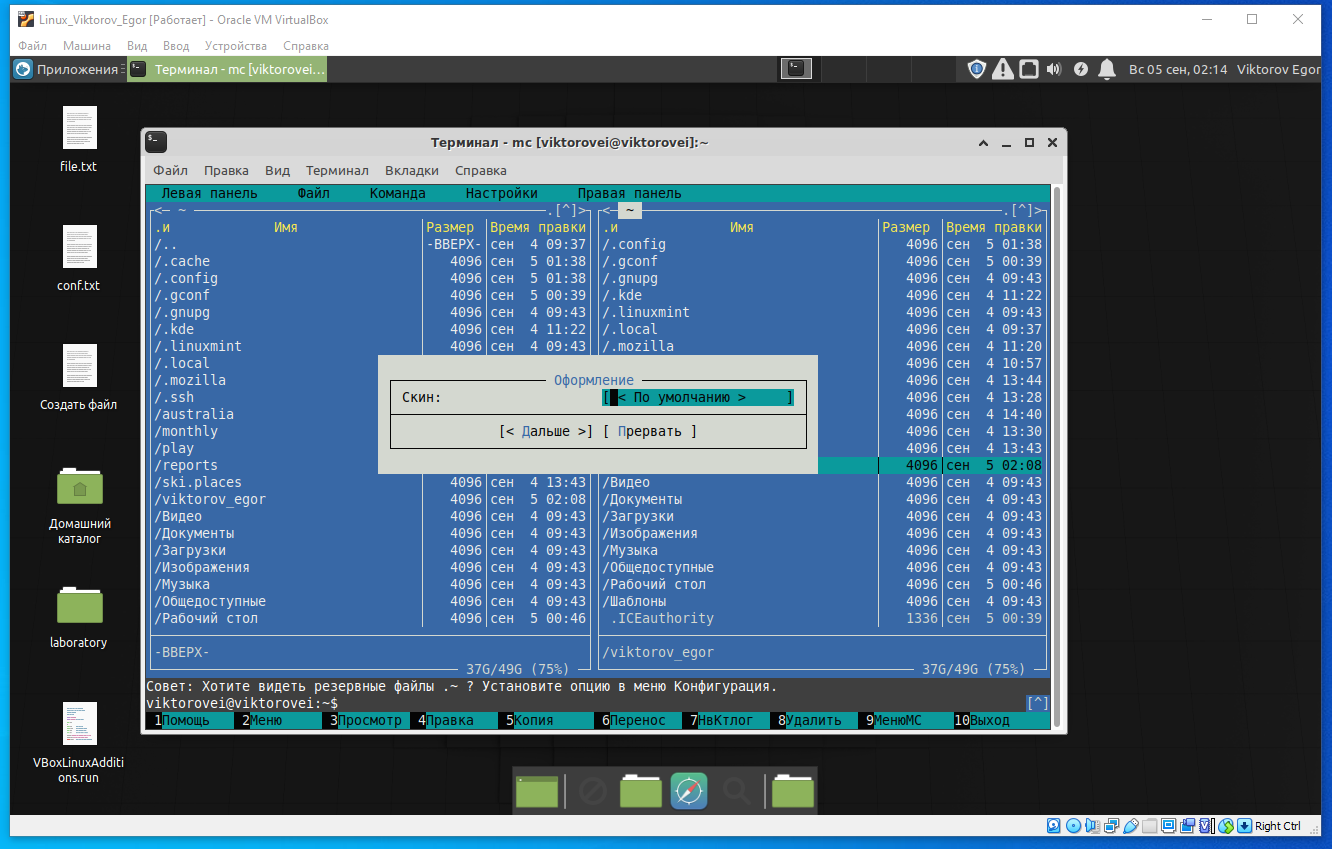 Linux_Viktorov_Egor [Работает] - Oracle VM VirtualBox
Файл Машина Вид Ввод Устройства Справка
Приложения Терминал - mc [viktorovei... Вс 05 сен, 02:14 Viktorov Egor
file.txt
conf.txt
Создать файл
Домашний
каталог
laboratory
VBoxLinuxAdditi
ons.run
Терминал - mc [viktorovei@viktorovei]:~
Файл Правка Вид Терминал Вкладки Справка
Левая панель Файл Команда Настройки Правая панель
<— ~ .[^]>
.и Имя Размер Время правки
/.. -ВВЕРХ- сен 4 09:37
/.cache 4096 сен 5 01:38
/.config 4096 сен 5 01:38
/.gconf 4096 сен 5 00:39
/.gnupg 4096 сен 4 09:43
/.kde 4096 сен 4 11:22
/.linuxmint 4096 сен 4 09:43
/.local
/.mozilla
/.ssh
/australia
/monthly
/play
/reports
/ski.places 4096 сен 4 13:43
/viktorov_egor 4096 сен 5 02:08
/Видео 4096 сен 4 09:43
/Документы 4096 сен 4 09:43
/Загрузки 4096 сен 4 09:43
/Изображения 4096 сен 4 09:43
/Музыка 4096 сен 4 09:43
/Общедоступные 4096 сен 4 09:43
/Рабочий стол 4096 сен 5 00:46
-ВВЕРХ-
37G/49G (75%)
<— ~ .[^]>
.и Имя Размер Время правки
/.config 4096 сен 5 01:38
/.gconf 4096 сен 5 00:39
/.gnupg 4096 сен 4 09:43
/.kde 4096 сен 4 11:22
/.linuxmint 4096 сен 4 09:43
/.local 4096 сен 4 09:37
/.mozilla 4096 сен 4 11:20
4096 сен 4 10:57
4096 сен 4 13:44
4096 сен 4 13:28
4096 сен 4 14:40
4096 сен 4 13:30
4096 сен 4 13:43
4096 сен 5 02:08
/Видео 4096 сен 4 09:43
/Документы 4096 сен 4 09:43
/Загрузки 4096 сен 4 09:43
/Изображения 4096 сен 4 09:43
/Музыка 4096 сен 4 09:43
/Общедоступные 4096 сен 4 09:43
/Рабочий стол 4096 сен 5 00:46
/Шаблоны 4096 сен 4 09:43
.ICEauthority 1336 сен 5 00:39
/viktorov_egor
37G/49G (75%)
Оформление
Скин: [ < По умолчанию > ]
[< Дальше >] [ Прервать ]
Совет: Хотите видеть резервные файлы .~ ? Установите опцию в меню Конфигурация.
viktorovei@viktorovei:~$ [^]
1Помощь 2Меню 3Просмотр 4Правка 5Копия 6Перенос 7НвКтлог 8Удалить 9МенюМС 10Выход
Right Ctrl